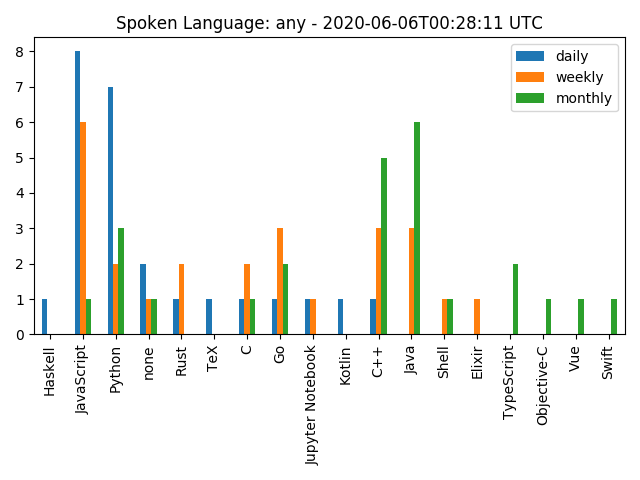 Spoken Language: any - 2020-06-06T00:28:11 UTC
daily
weekly
monthly
8
7
6
5
4
3
2
1
0
Haskell
JavaScript
Python
none
Rust
TeX
C
Go
Jupyter Notebook
Kotlin
C++
Java
Shell
Elixir
TypeScript
Objective-C
Vue
Swift